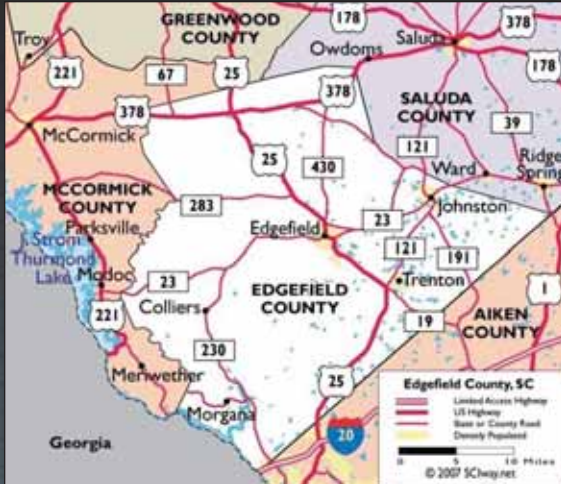 GREENWOOD
COUNTY
178
378
Troy
Saluda
Owdoms
221
67
25
178
378
378
SALUDA
COUNTY
McCormick
39
121
25
430
Ward
Ridge
Spring
MCCORMICK
COUNTY
283
Johnston
Parksville
23
Edgefield
Strom
Thurmond
Lake
121
191
Modoc
23
Trenton
EDGEFIELD
COUNTY
1
Colliers
221
19
AIKEN
COUNTY
230
Meriwether
25
Morgana
20
Georgia
Edgefield County, SC
Limited Access Highway
US Highway
State or County Road
Densely Populated
0 5 10 Miles
© 2007 SCIway.net